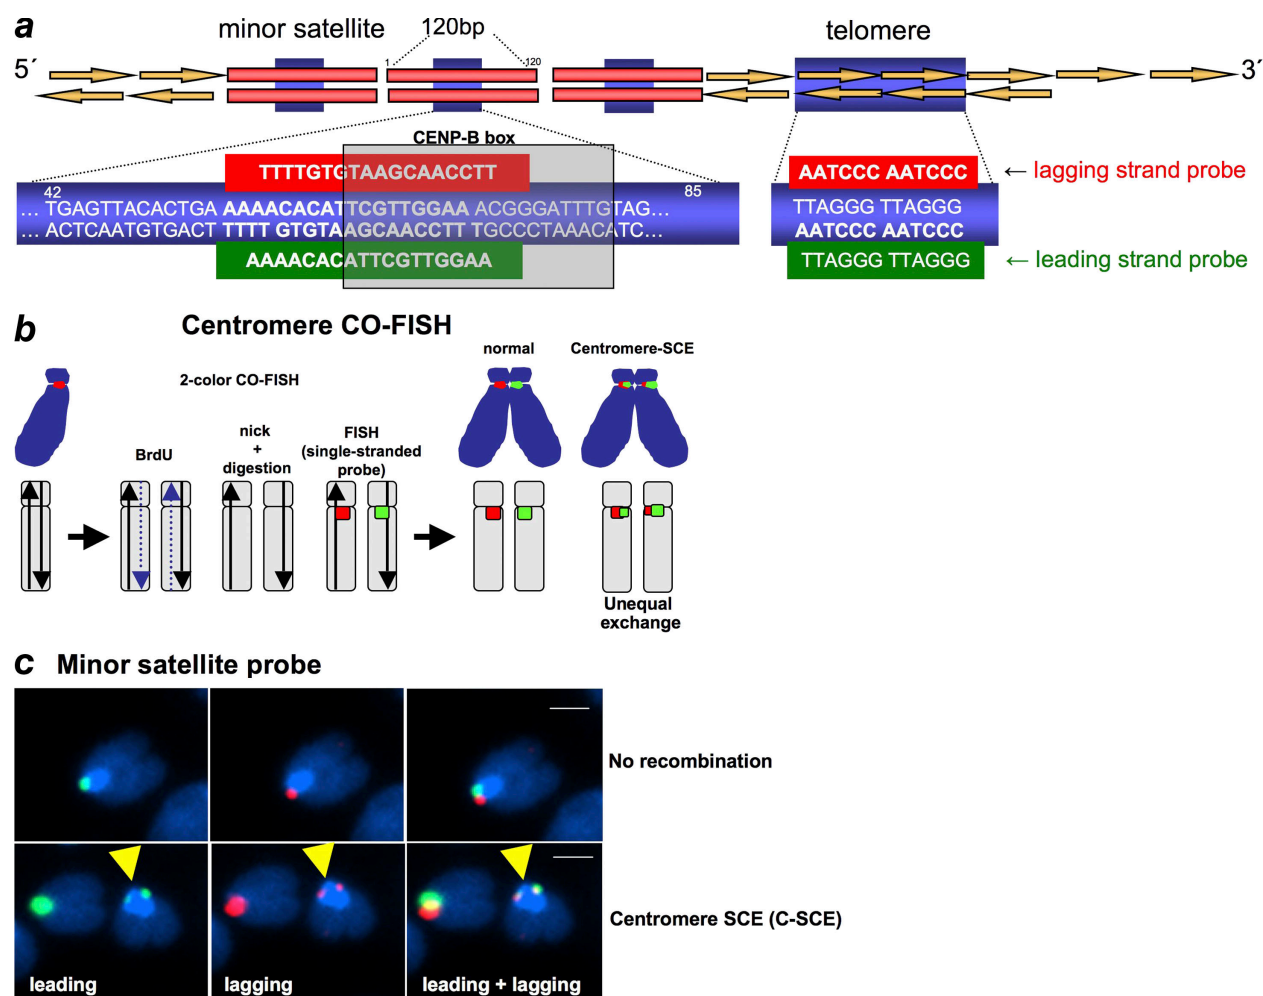 a
minor satellite
120bp
telomere
5´
1
120
3´
CENP-B box
TTTTGTGTAAGCAACCTT
AATCCC AATCCC
← lagging strand probe
42
85
... TGAGTTACACTGA AAAACACATTCGTTGGAA ACGGGATTTGTAG...
... ACTCAATGTGACT TTTT GTGTAAGCAACCTT TGCCCTAAACATC...
TTAGGG TTAGGG
AATCCC AATCCC
AAAACACATTCGTTGGAA
TTAGGG TTAGGG
← leading strand probe
b
Centromere CO-FISH
normal
Centromere-SCE
2-color CO-FISH
BrdU
nick
+
digestion
FISH
(single-stranded
probe)
Unequal
exchange
c Minor satellite probe
No recombination
Centromere SCE (C-SCE)
leading
lagging
leading + lagging